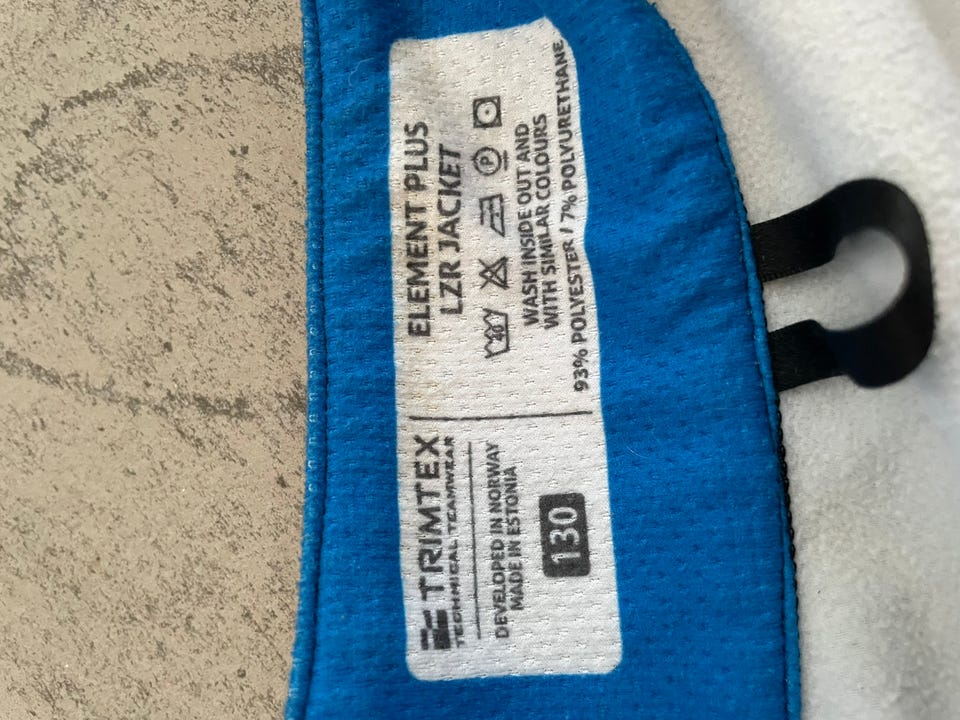 TRIMTEX
TECHNICAL TEAMWEAR
DEVELOPED IN NORWAY
MADE IN ESTONIA
130
ELEMENT PLUS
LZR JACKET
P
WASH INSIDE OUT AND
WITH SIMILAR COLOURS
93% POLYESTER / 7% POLYURETHANE